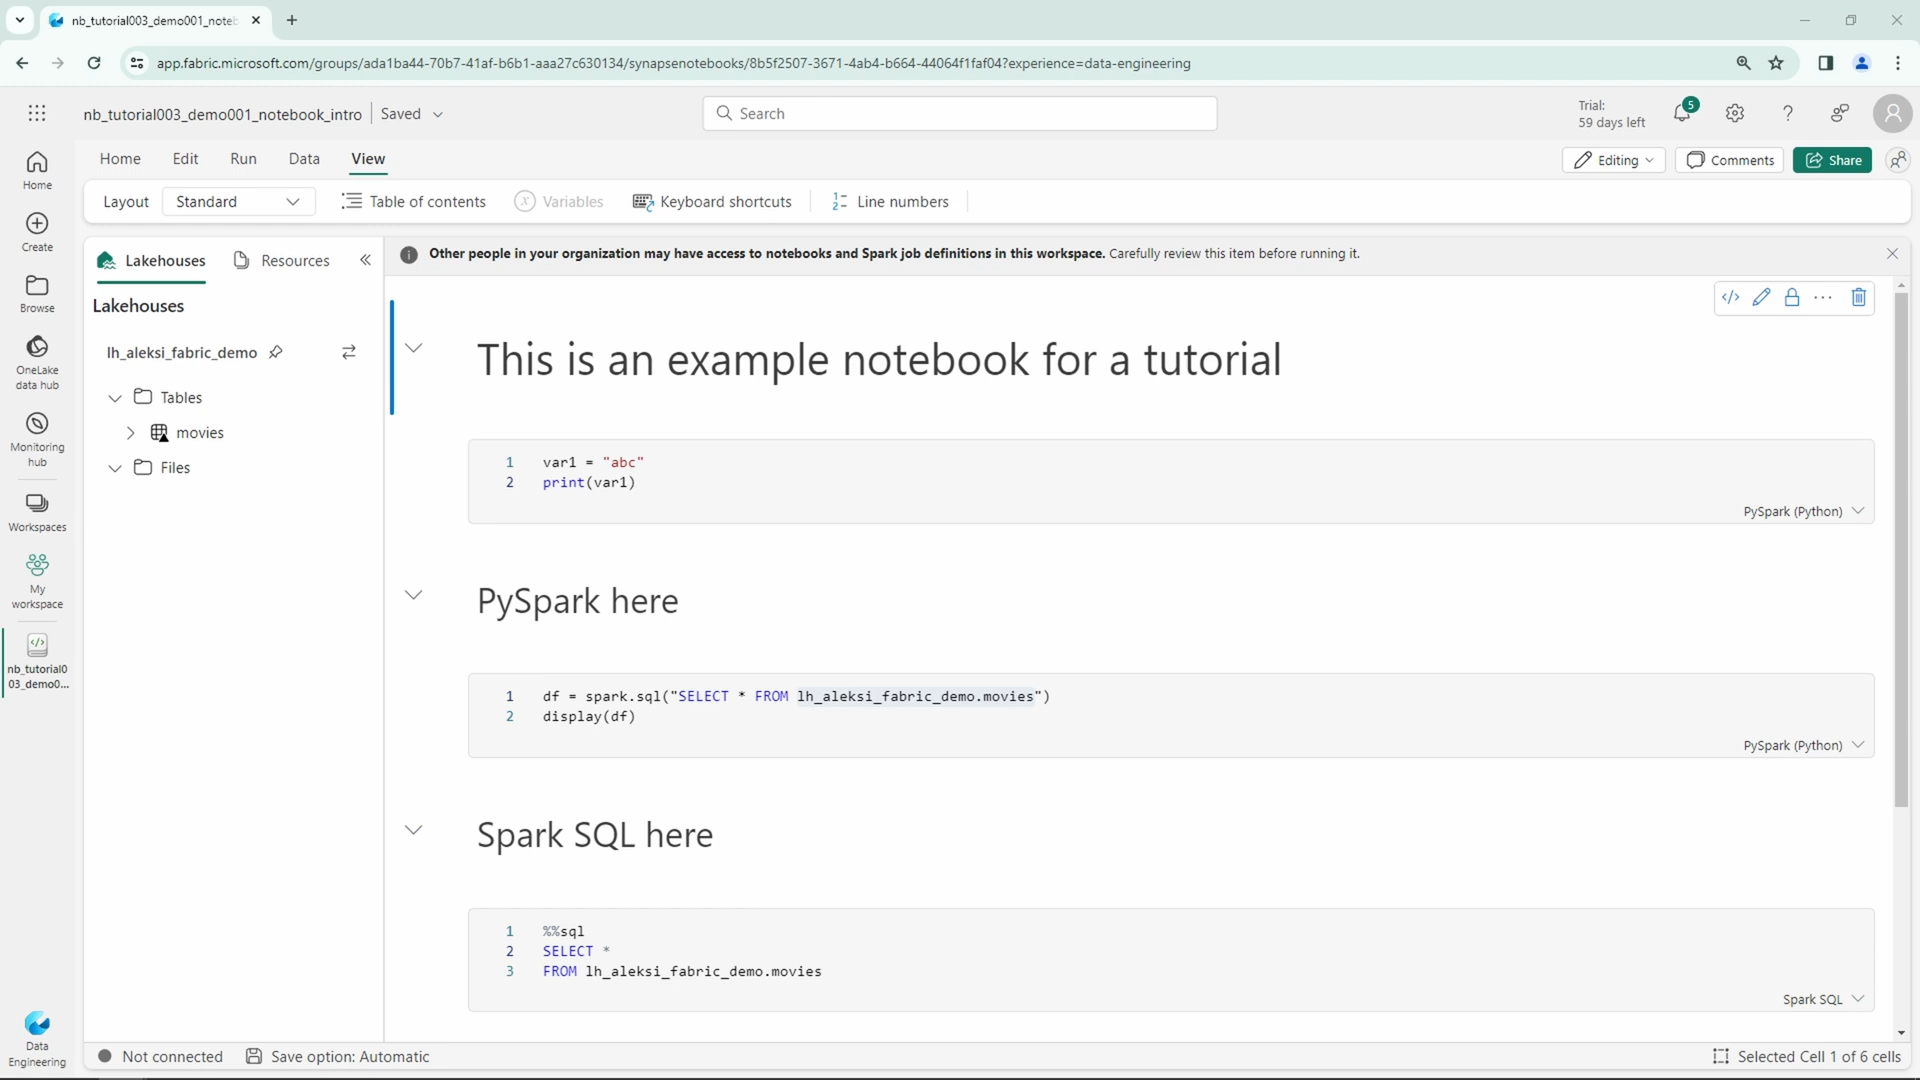 nb_tutorial003_demo001_noteb
app.fabric.microsoft.com/groups/ada1ba44-70b7-41af-b6b1-aaa27c630134/synapsenotebooks/8b5f2507-3671-4ab4-b664-44064f1faf04?experience=data-engineering
nb_tutorial003_demo001_notebook_intro
Saved
Search
Trial:
59 days left
5
Home
Edit
Run
Data
View
Editing
Comments
Share
Layout
Standard
Table of contents
Variables
Keyboard shortcuts
Line numbers
Home
Create
Browse
OneLake
data hub
Monitoring
hub
Workspaces
My
workspace
nb_tutorial0
03_demo0...
Data
Engineering
Lakehouses
Resources
Lakehouses
lh_aleksi_fabric_demo
Tables
movies
Files
Other people in your organization may have access to notebooks and Spark job definitions in this workspace. Carefully review this item before running it.
This is an example notebook for a tutorial
1 var1 = "abc"
2 print(var1)
PySpark (Python)
PySpark here
1 df = spark.sql("SELECT * FROM lh_aleksi_fabric_demo.movies")
2 display(df)
PySpark (Python)
Spark SQL here
1 %%sql
2 SELECT *
3 FROM lh_aleksi_fabric_demo.movies
Spark SQL
Not connected
Save option: Automatic
Selected Cell 1 of 6 cells